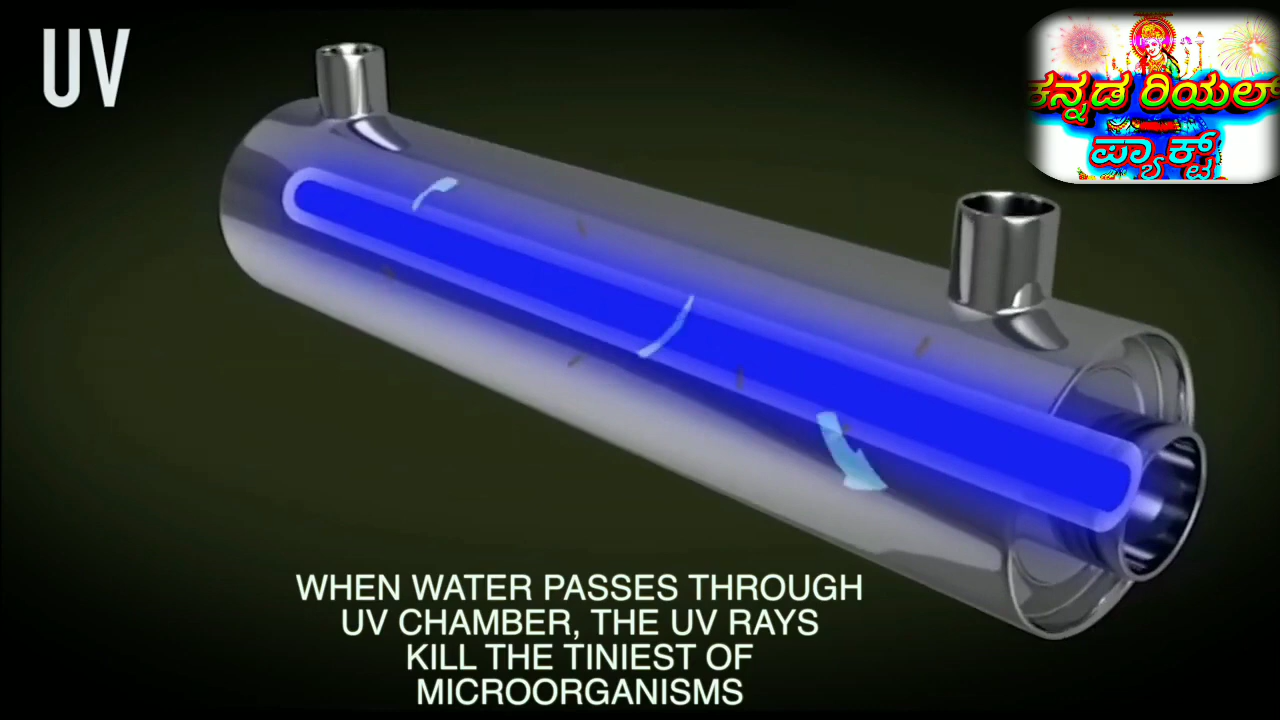 UV
ಕನ್ನಡ ರಿಯಲ್
ಪ್ಯಾಕ್ಟ್
WHEN WATER PASSES THROUGH
UV CHAMBER, THE UV RAYS
KILL THE TINIEST OF
MICROORGANISMS